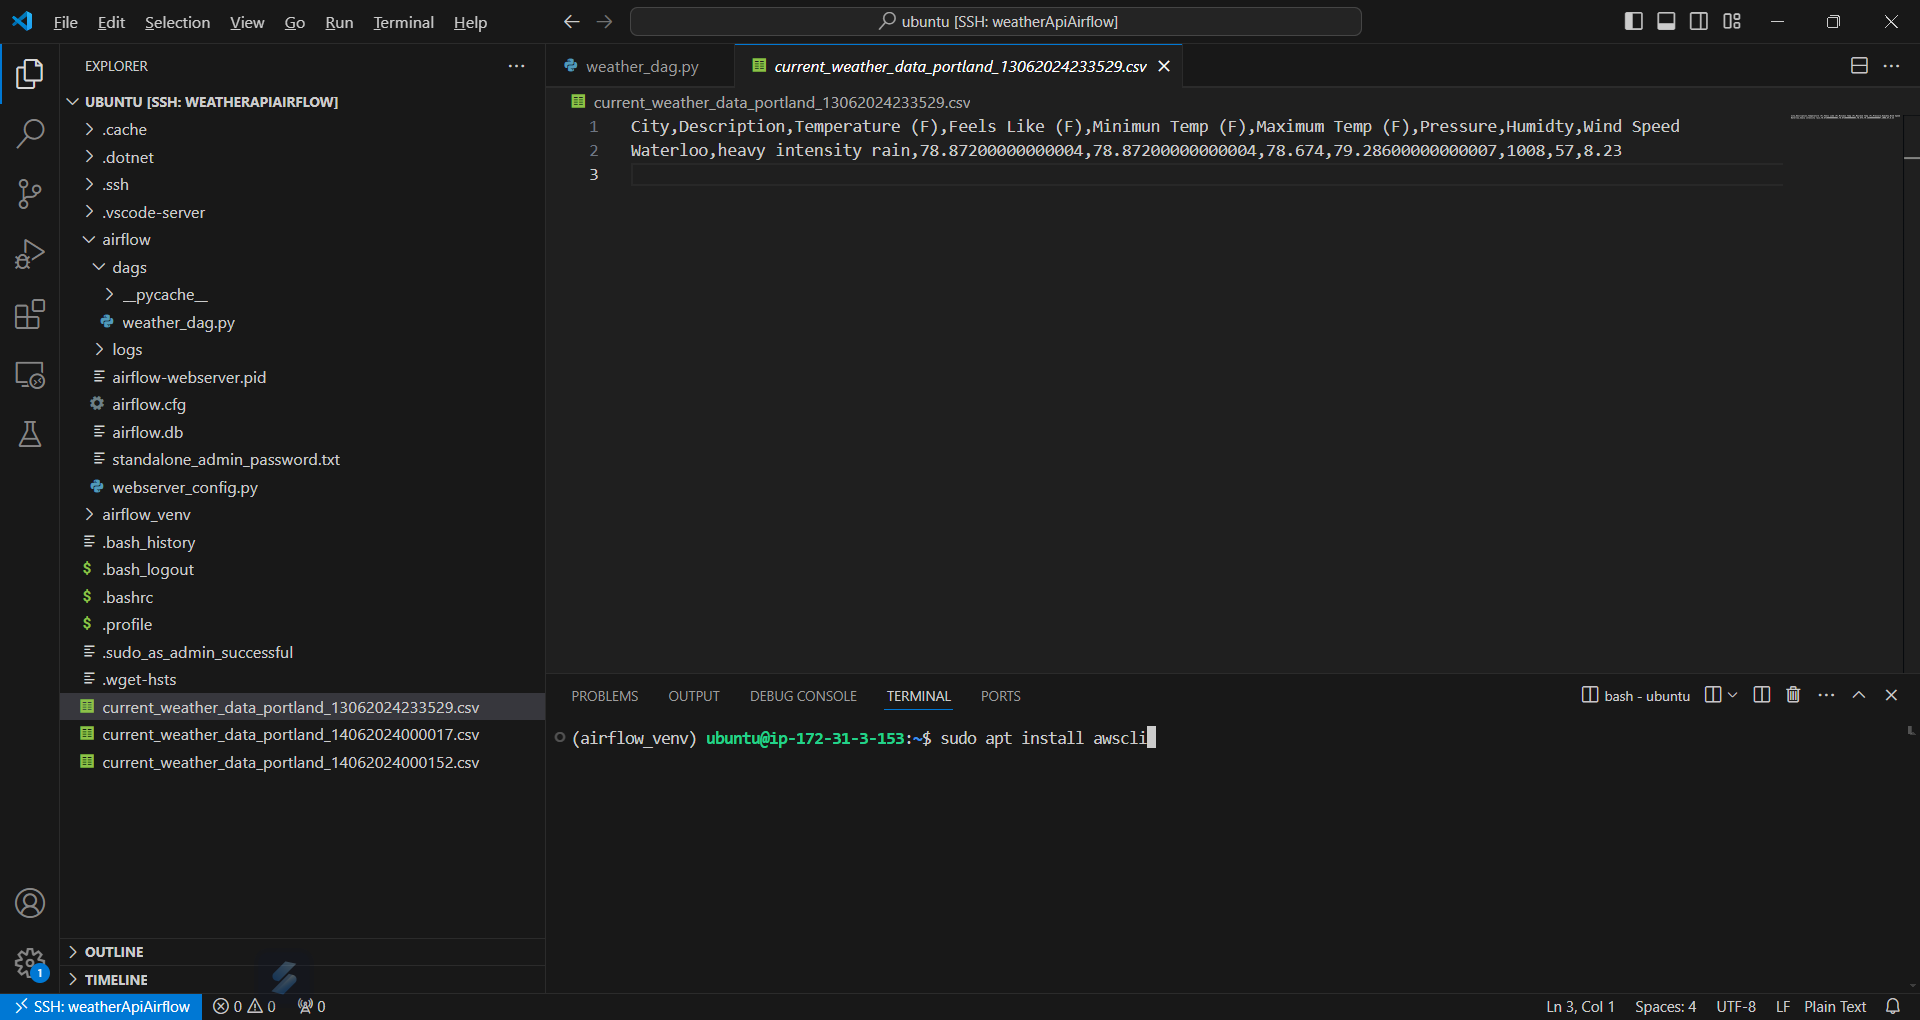 File Edit Selection View Go Run Terminal Help
ubuntu [SSH: weatherApiAirflow]
EXPLORER
UBUNTU [SSH: WEATHERAPIAIRFLOW]
.cache
.dotnet
.ssh
.vscode-server
airflow
dags
__pycache__
weather_dag.py
logs
airflow-webserver.pid
airflow.cfg
airflow.db
standalone_admin_password.txt
webserver_config.py
airflow_venv
.bash_history
.bash_logout
.bashrc
.profile
.sudo_as_admin_successful
.wget-hsts
current_weather_data_portland_13062024233529.csv
current_weather_data_portland_14062024000017.csv
current_weather_data_portland_14062024000152.csv
OUTLINE
TIMELINE
weather_dag.py
current_weather_data_portland_13062024233529.csv
current_weather_data_portland_13062024233529.csv
1 City,Description,Temperature (F),Feels Like (F),Minimun Temp (F),Maximum Temp (F),Pressure,Humidty,Wind Speed
2 Waterloo,heavy intensity rain,78.87200000000004,78.87200000000004,78.674,79.28600000000007,1008,57,8.23
3
PROBLEMS OUTPUT DEBUG CONSOLE TERMINAL PORTS
bash - ubuntu
(airflow_venv) ubuntu@ip-172-31-3-153:~$ sudo apt install awscli
1
SSH: weatherApiAirflow 0 0 0
Ln 3, Col 1 Spaces: 4 UTF-8 LF Plain Text